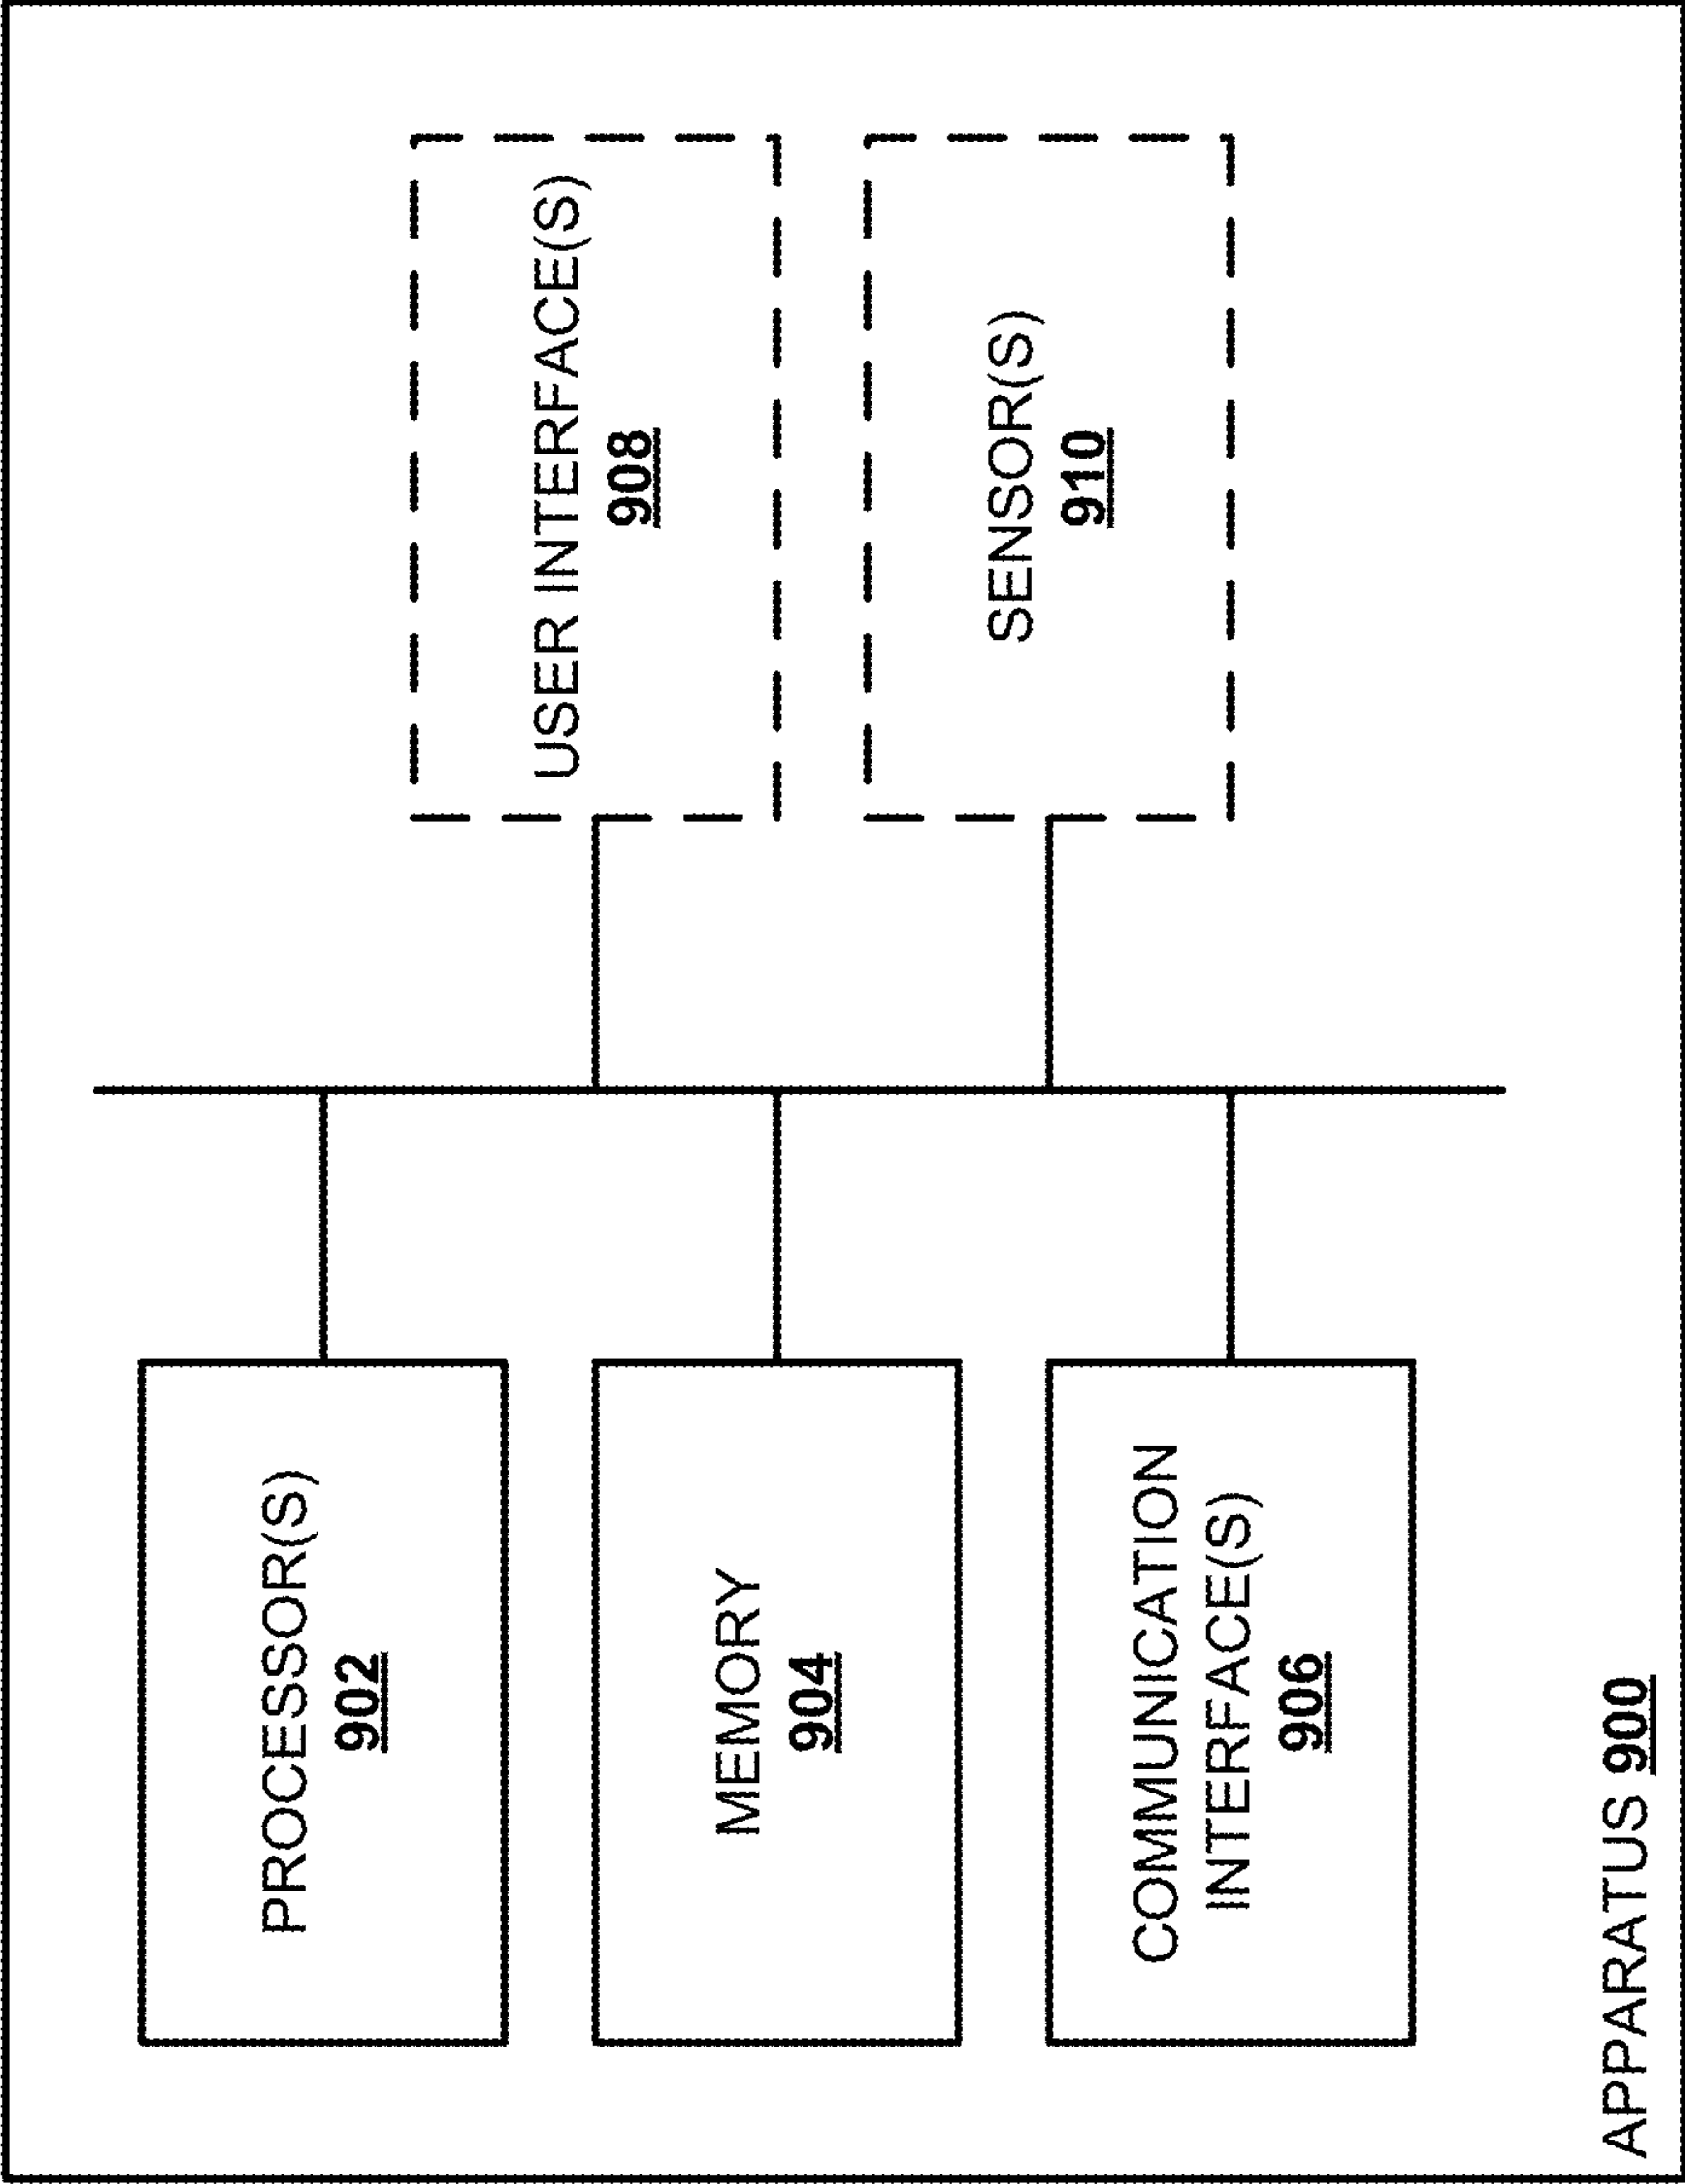 PROCESSOR(S)
902
MEMORY
904
COMMUNICATION
INTERFACE(S)
906
USER INTERFACE(S)
908
SENSOR(S)
910
APPARATUS 900